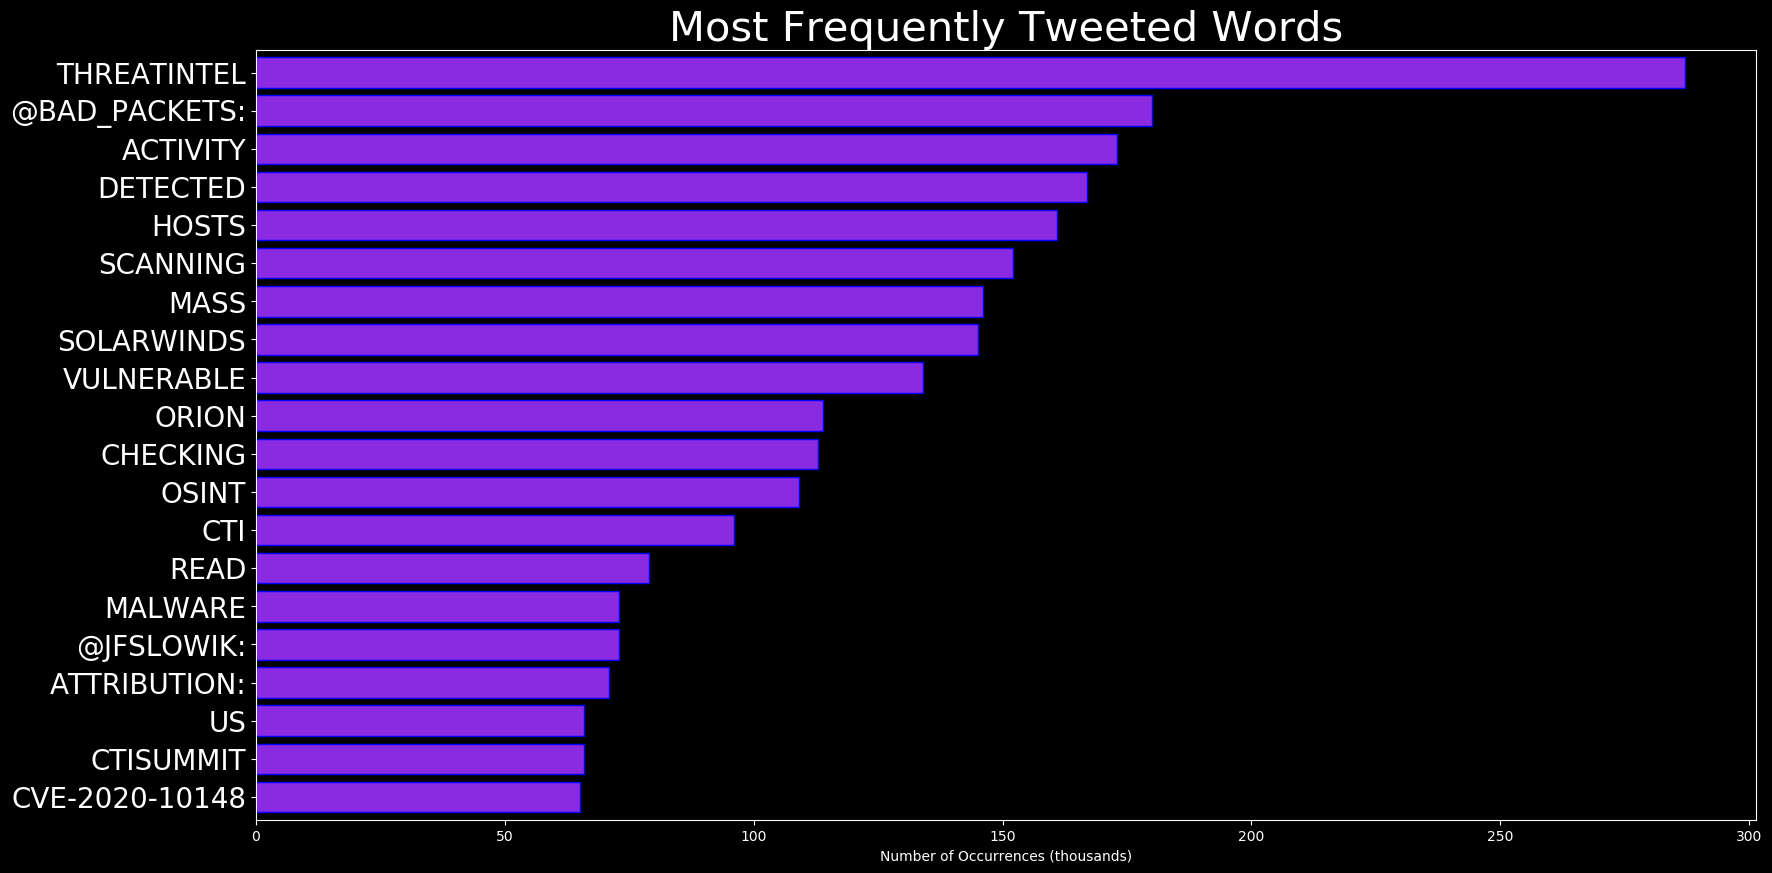 Most Frequently Tweeted Words
THREATINTEL
@BAD_PACKETS:
ACTIVITY
DETECTED
HOSTS
SCANNING
MASS
SOLARWINDS
VULNERABLE
ORION
CHECKING
OSINT
CTI
READ
MALWARE
@JFSLOWIK:
ATTRIBUTION:
US
CTISUMMIT
CVE-2020-10148
0 50 100 150 200 250 300
Number of Occurrences (thousands)